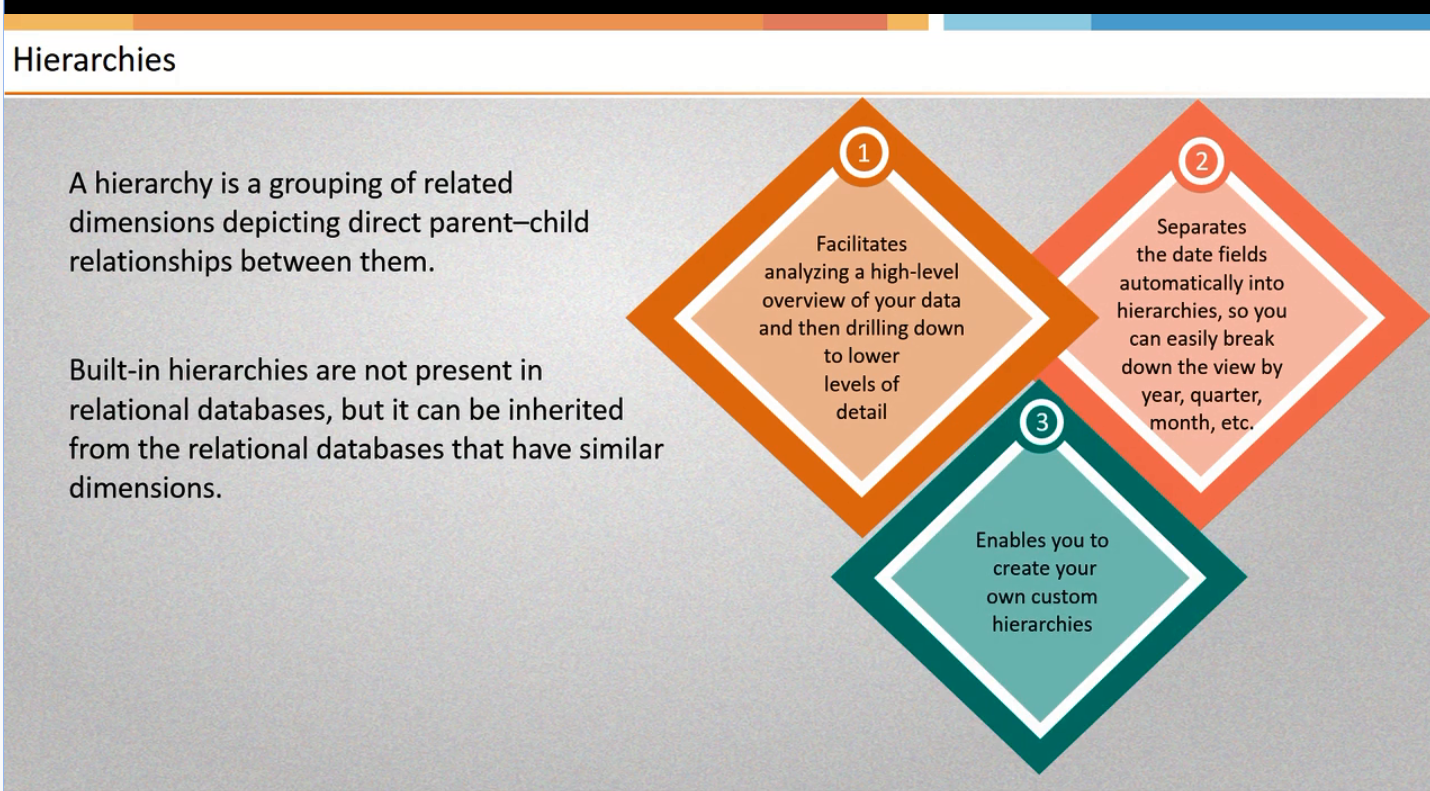 Hierarchies
A hierarchy is a grouping of related
dimensions depicting direct parent–child
relationships between them.
Built-in hierarchies are not present in
relational databases, but it can be inherited
from the relational databases that have similar
dimensions.
1
Facilitates
analyzing a high-level
overview of your data
and then drilling down
to lower
levels of
detail
2
Separates
the date fields
automatically into
hierarchies, so you
can easily break
down the view by
year, quarter,
month, etc.
3
Enables you to
create your
own custom
hierarchies